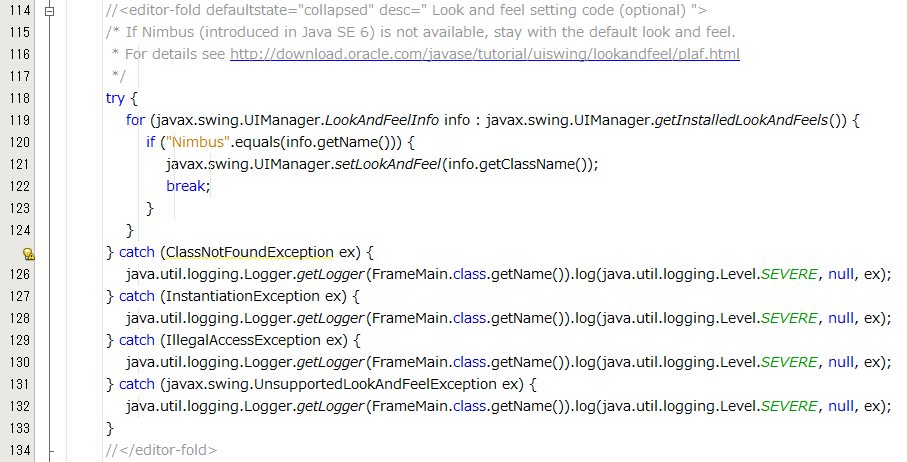 114 //<editor-fold defaultstate="collapsed" desc=" Look and feel setting code (optional) ">
115 /* If Nimbus (introduced in Java SE 6) is not available, stay with the default look and feel.
116  * For details see http://download.oracle.com/javase/tutorial/uiswing/lookandfeel/plaf.html
117  */
118 try {
119     for (javax.swing.UIManager.LookAndFeelInfo info : javax.swing.UIManager.getInstalledLookAndFeels()) {
120         if ("Nimbus".equals(info.getName())) {
121             javax.swing.UIManager.setLookAndFeel(info.getClassName());
122             break;
123         }
124     }
} catch (ClassNotFoundException ex) {
126     java.util.logging.Logger.getLogger(FrameMain.class.getName()).log(java.util.logging.Level.SEVERE, null, ex);
127 } catch (InstantiationException ex) {
128     java.util.logging.Logger.getLogger(FrameMain.class.getName()).log(java.util.logging.Level.SEVERE, null, ex);
129 } catch (IllegalAccessException ex) {
130     java.util.logging.Logger.getLogger(FrameMain.class.getName()).log(java.util.logging.Level.SEVERE, null, ex);
131 } catch (javax.swing.UnsupportedLookAndFeelException ex) {
132     java.util.logging.Logger.getLogger(FrameMain.class.getName()).log(java.util.logging.Level.SEVERE, null, ex);
133 }
134 //</editor-fold>